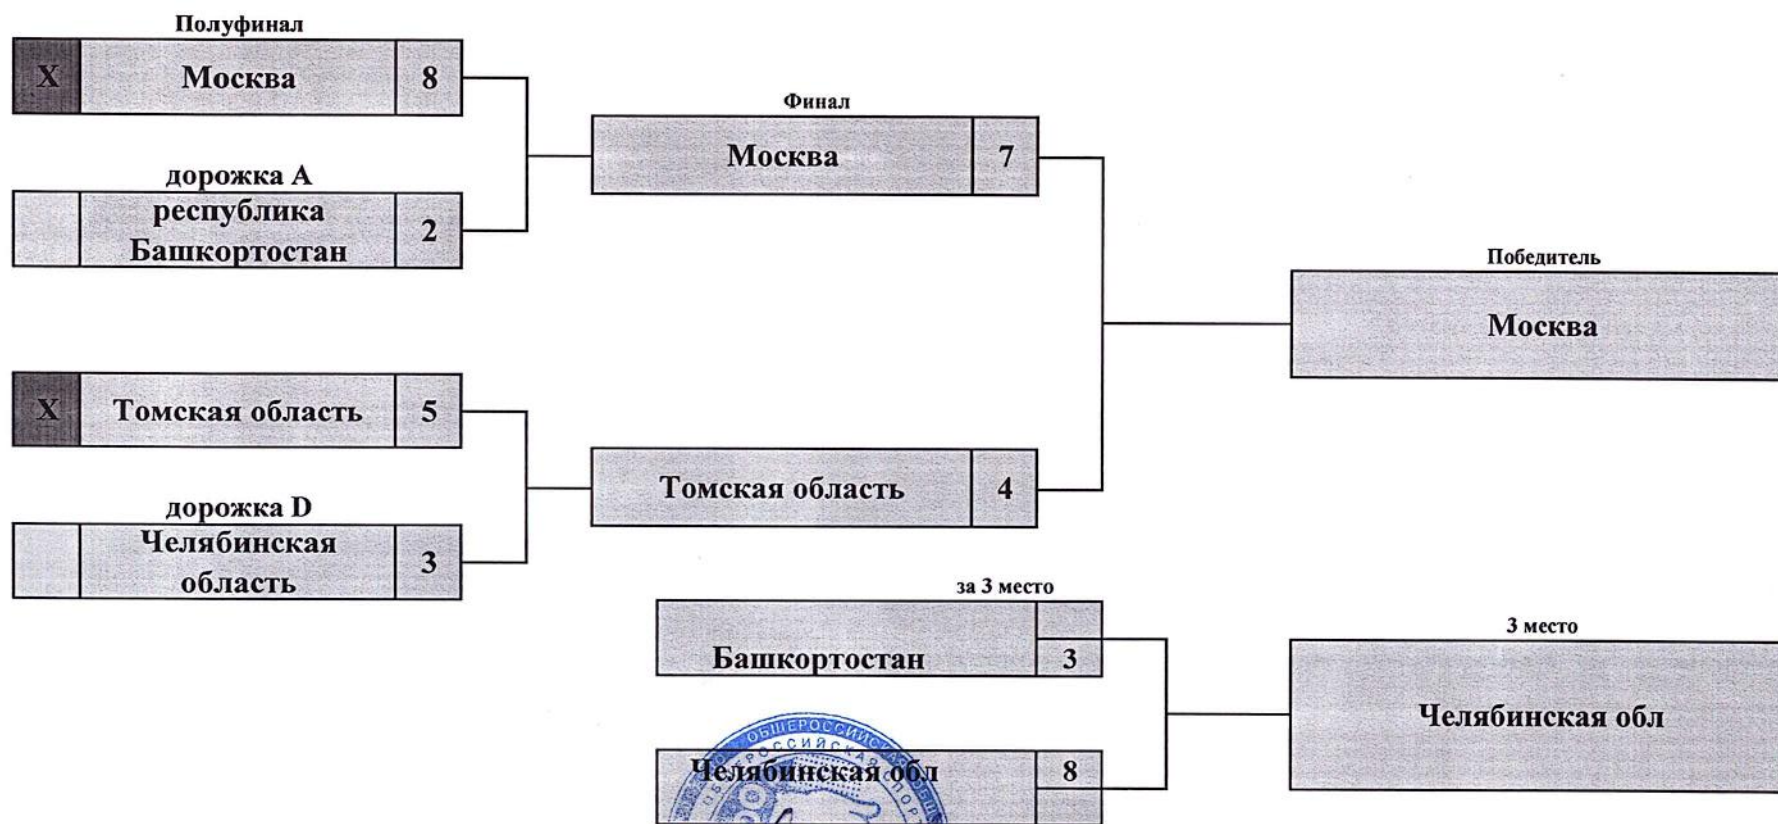 Полуфинал
X Москва 8
дорожка А
республика
Башкортостан 2
X Томская область 5
дорожка D
Челябинская
область 3
Финал
Москва 7
Томская область 4
Победитель
Москва
за 3 место
Башкортостан 3
Челябинская обл 8
3 место
Челябинская обл